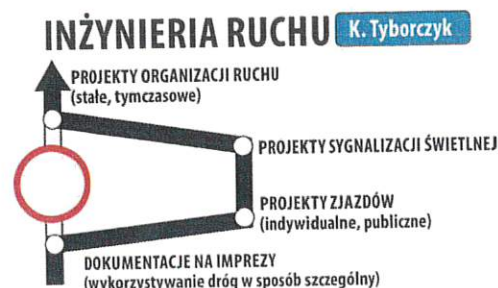 INŻYNIERIA RUCHU K. Tyborczyk
PROJEKTY ORGANIZACJI RUCHU
(stałe, tymczasowe)
PROJEKTY SYGNALIZACJI ŚWIETLNEJ
PROJEKTY ZJAZDÓW
(indywidualne, publiczne)
DOKUMENTACJE NA IMPREZY
(wykorzystywanie dróg w sposób szczególny)